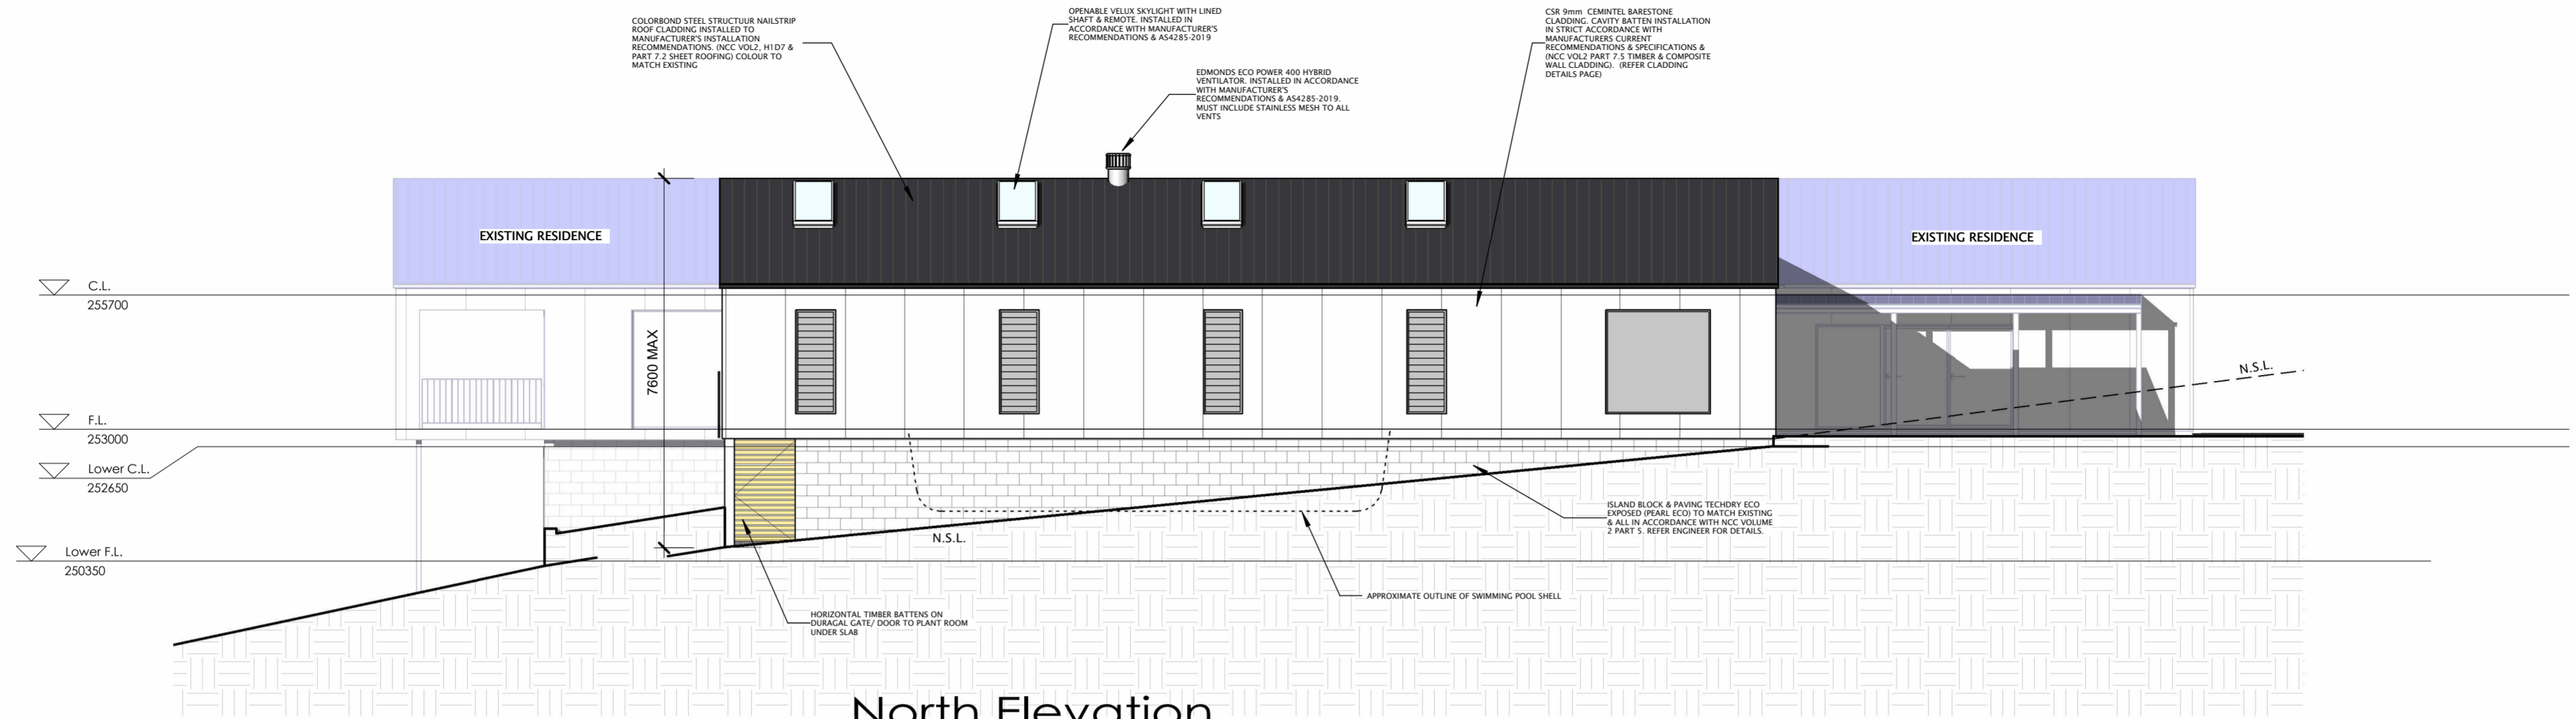 COLORBOND STEEL STRUCTUUR NAILSTRIP
ROOF CLADDING INSTALLED TO
MANUFACTURER'S INSTALLATION
RECOMMENDATIONS. (NCC VOL2, H1D7 &
PART 7.2 SHEET ROOFING) COLOUR TO
MATCH EXISTING
OPENABLE VELUX SKYLIGHT WITH LINED
SHAFT & REMOTE. INSTALLED IN
ACCORDANCE WITH MANUFACTURER'S
RECOMMENDATIONS & AS4285-2019
EDMONDS ECO POWER 400 HYBRID
VENTILATOR. INSTALLED IN ACCORDANCE
WITH MANUFACTURER'S
RECOMMENDATIONS & AS4285-2019.
MUST INCLUDE STAINLESS MESH TO ALL
VENTS
CSR 9mm CEMINTEL BARESTONE
CLADDING. CAVITY BATTEN INSTALLATION
IN STRICT ACCORDANCE WITH
MANUFACTURERS CURRENT
RECOMMENDATIONS & SPECIFICATIONS &
(NCC VOL2 PART 7.5 TIMBER & COMPOSITE
WALL CLADDING). (REFER CLADDING
DETAILS PAGE)
EXISTING RESIDENCE
EXISTING RESIDENCE
C.L.
255700
7600 MAX
N.S.L.
F.L.
253000
Lower C.L.
252650
ISLAND BLOCK & PAVING TECHDRY ECO
EXPOSED (PEARL ECO) TO MATCH EXISTING
& ALL IN ACCORDANCE WITH NCC VOLUME
2 PART 5. REFER ENGINEER FOR DETAILS.
N.S.L.
Lower F.L.
250350
APPROXIMATE OUTLINE OF SWIMMING POOL SHELL
HORIZONTAL TIMBER BATTENS ON
DURAGAL GATE/ DOOR TO PLANT ROOM
UNDER SLAB
North Elevation